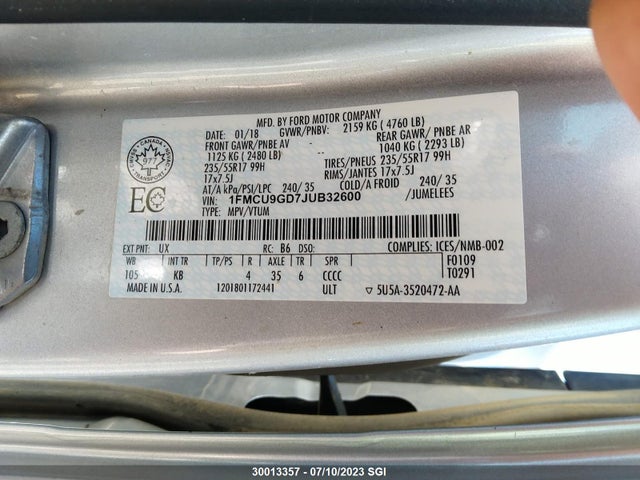 MFD. BY FORD MOTOR COMPANY
DATE: 01/18 GVWR/PNBV: 2159 KG ( 4760 LB)
FRONT GAWR/PNBE AV REAR GAWR/ PNBE AR
1125 KG ( 2480 LB) 1040 KG ( 2293 LB)
235/55R17 99H TIRES/PNEUS 235/55R17 99H
17x7.5J RIMS/JANTES 17x7.5J
AT/A kPa/PSI/LPC 240/ 35 COLD/A FROID 240/ 35
VIN: 1FMCU9GD7JUB32600 /JUMELEES
TYPE: MPV/VTUM
CANADA
977
TRANSPORT
EC
EXT PNT: UX RC: B6 DSO: COMPLIES: ICES/NMB-002
WB INT TR TP/PS R AXLE TR SPR F0109
105 KB 4 35 6 CCCC T0291
MADE IN U.S.A. 1201801172441 ULT ▽ 5U5A-3520472-AA
30013357 - 07/10/2023 SGI